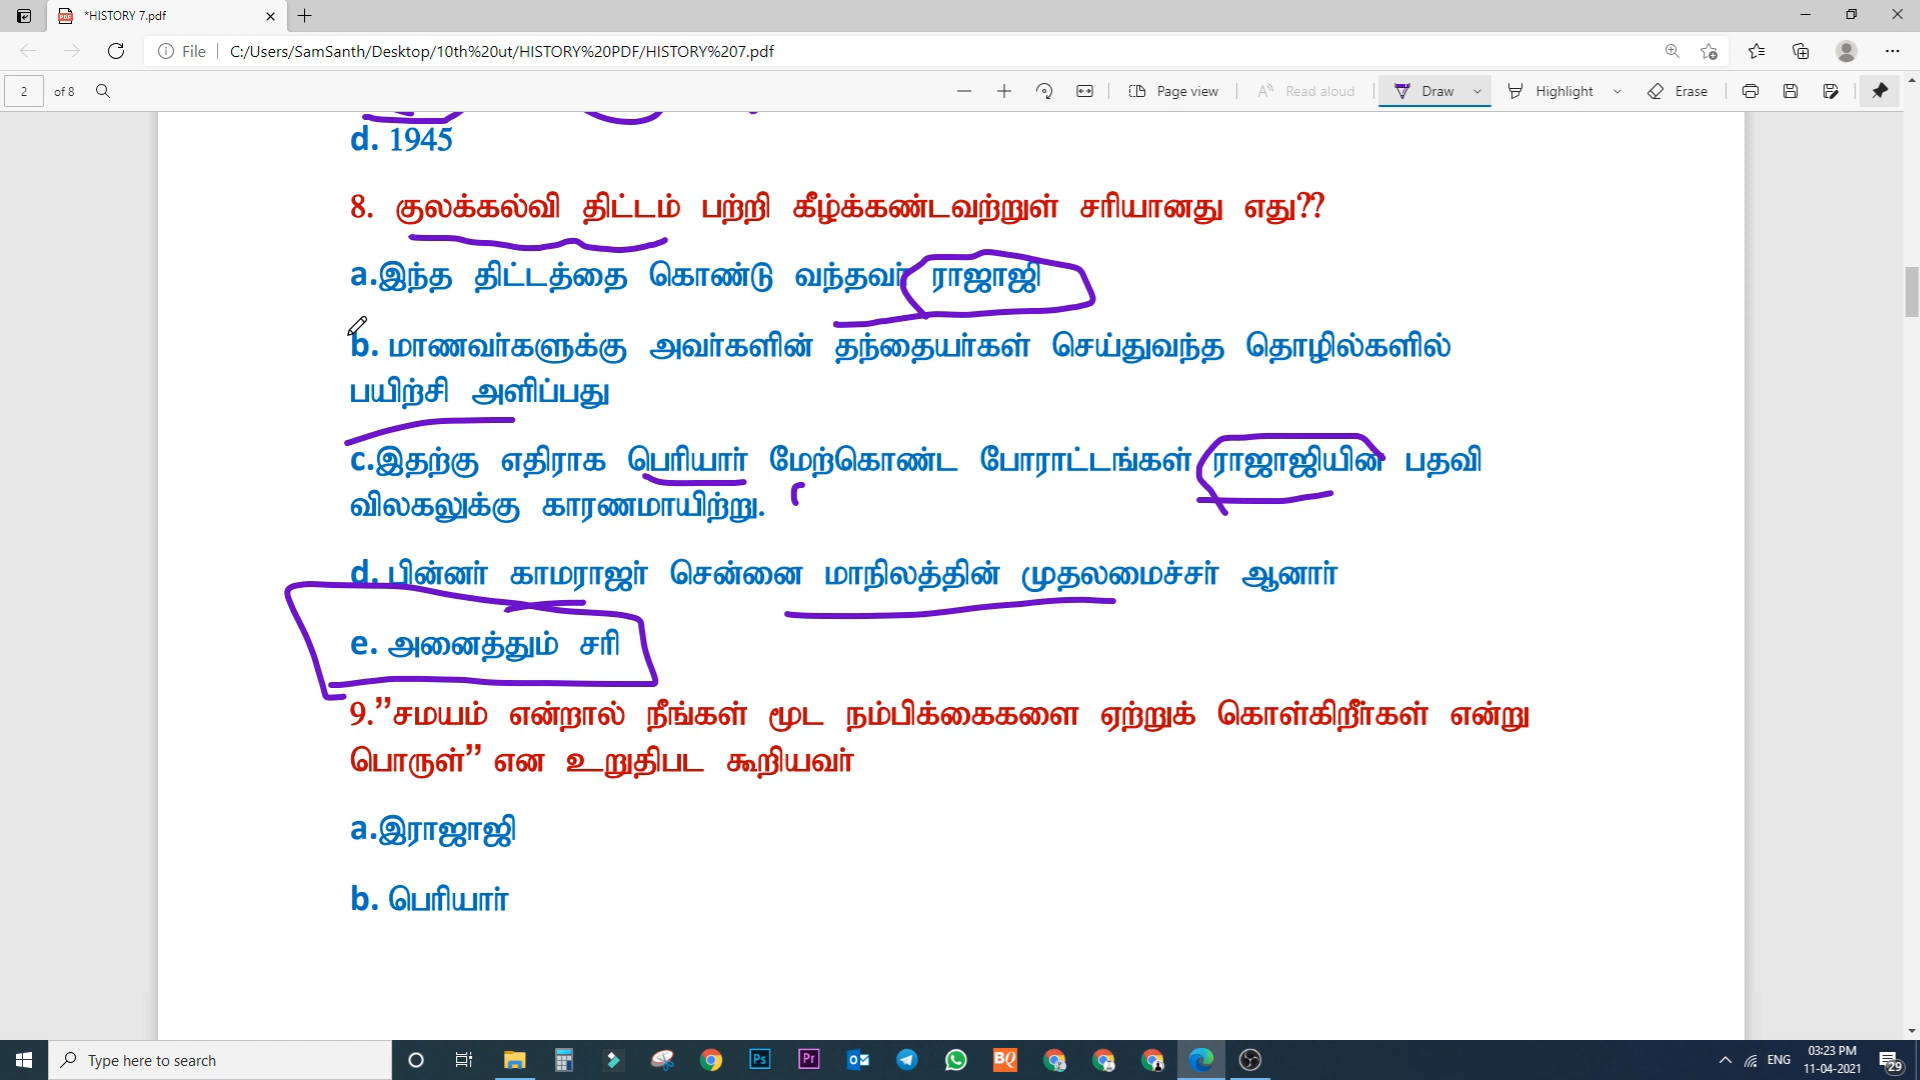 *HISTORY 7.pdf
File
C:/Users/SamSanth/Desktop/10th%20ut/HISTORY%20PDF/HISTORY%207.pdf
2 of 8
Page view
Read aloud
Draw
Highlight
Erase
d. 1945
8. குலக்கல்வி திட்டம் பற்றி கீழ்க்கண்டவற்றுள் சரியானது எது??
a.இந்த திட்டத்தை கொண்டு வந்தவர் ராஜாஜி
b. மாணவர்களுக்கு அவர்களின் தந்தையர்கள் செய்துவந்த தொழில்களில்
பயிற்சி அளிப்பது
c.இதற்கு எதிராக பெரியார் மேற்கொண்ட போராட்டங்கள் ராஜாஜியின் பதவி
விலகலுக்கு காரணமாயிற்று.
d. பின்னர் காமராஜர் சென்னை மாநிலத்தின் முதலமைச்சர் ஆனார்
e. அனைத்தும் சரி
9.”சமயம் என்றால் நீங்கள் மூட நம்பிக்கைகளை ஏற்றுக் கொள்கிறீர்கள் என்று
பொருள்” என உறுதிபட கூறியவர்
a.இராஜாஜி
b. பெரியார்
Type here to search
Ps
Pr
BQ
ENG
03:23 PM
11-04-2021
29